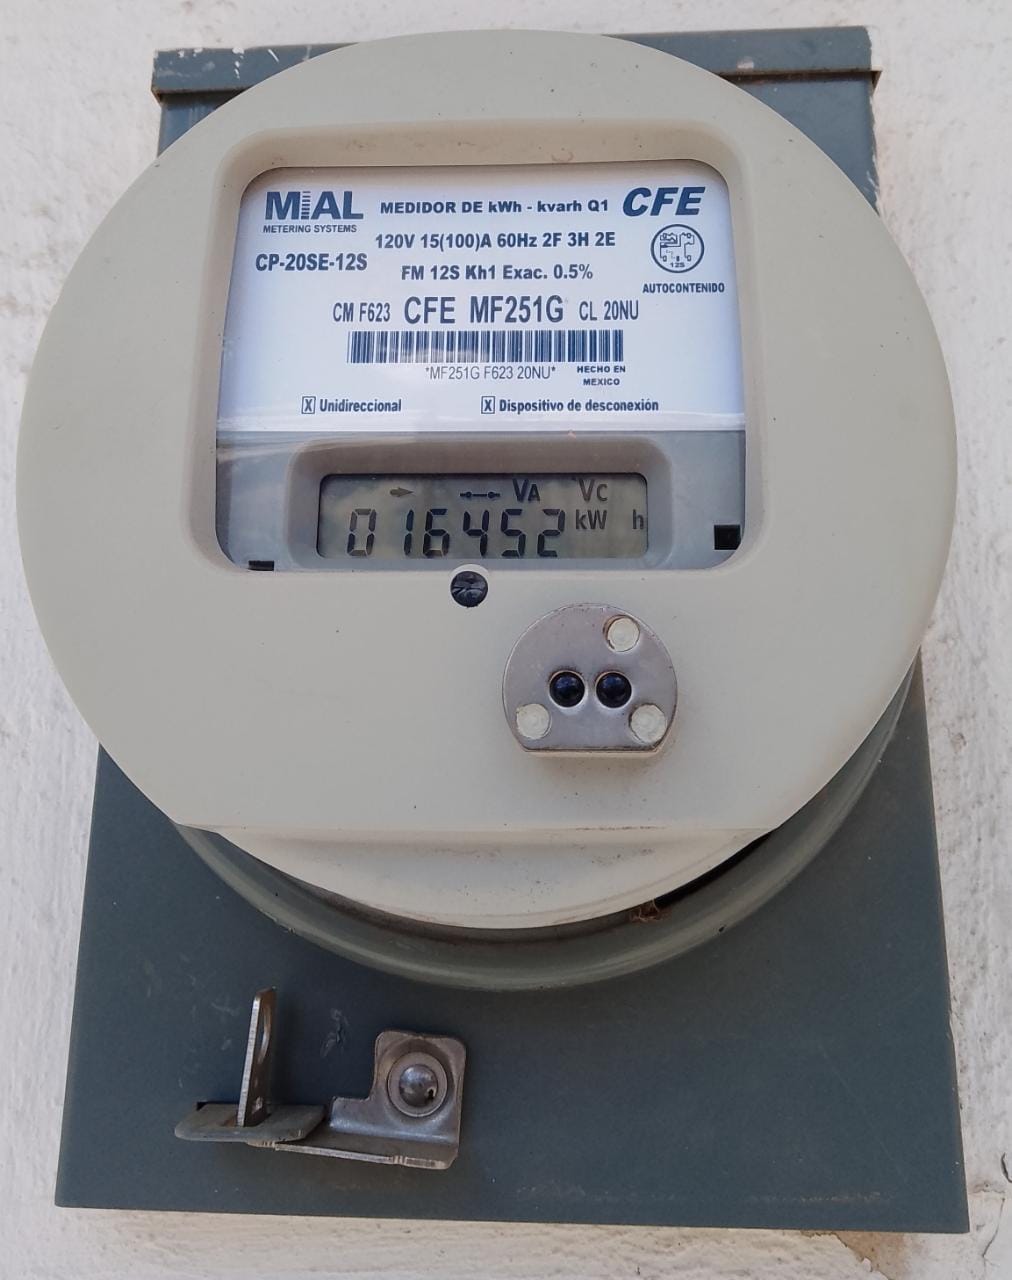 MIAL
METERING SYSTEMS
MEDIDOR DE kWh - kvarh Q1
CFE
120V 15(100)A 60Hz 2F 3H 2E
CP-20SE-12S
FM 12S Kh1 Exac. 0.5%
12S
AUTOCONTENIDO
CM F623 CFE MF251G CL 20NU
*MF251G F623 20NU*
HECHO EN
MEXICO
X Unidireccional
X Dispositivo de desconexión
VA VC
016452 kW h